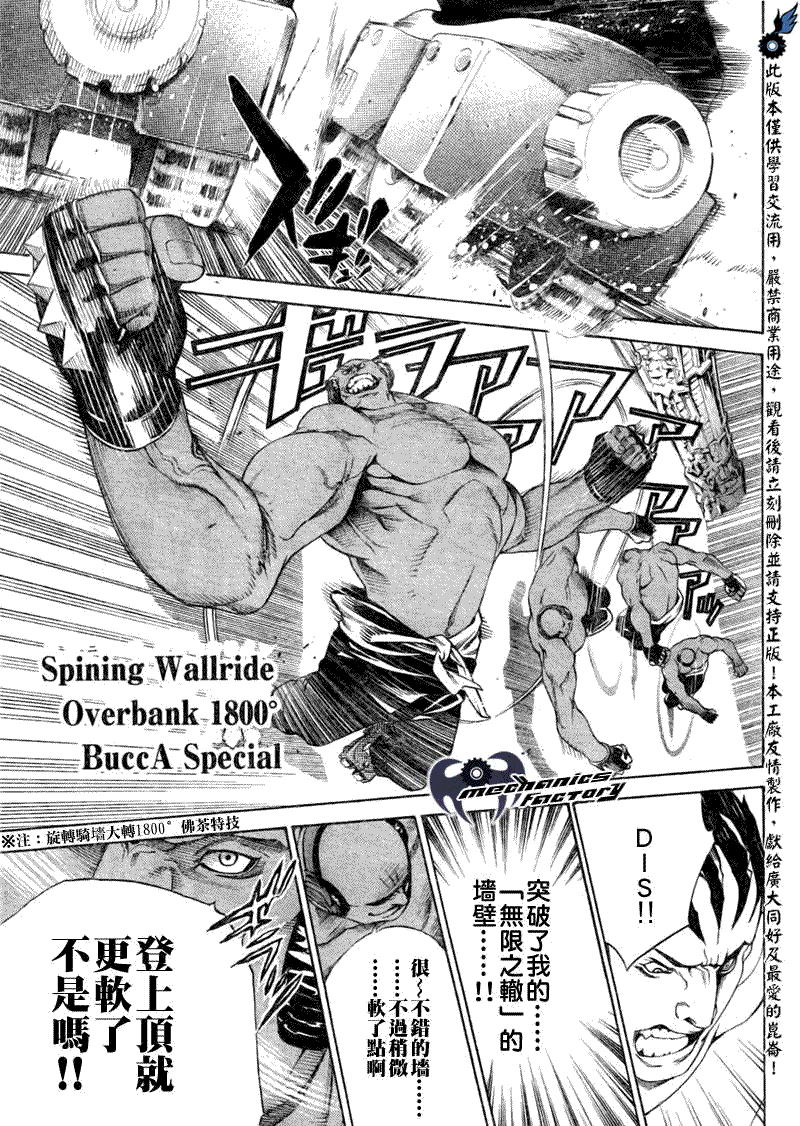 ズギュッ
ギュラアアアアアアッ
Spining Wallride
Overbank 1800°
BuccA Special
mechanics
factory
※注：旋轉騎墻大轉1800° 佛茶特技
DIS!!
突破了我的……
「無限之轍」的
墙壁……!!
很～不錯的墻……
……不過稍微
……軟了點啊
登上頂就
更軟了
不是嗎!!
此版本僅供學習交流用，嚴禁商業用途，觀看後請立刻刪除並請支持正版！本工廠友情製作，獻給廣大同好及最愛的崑崙！